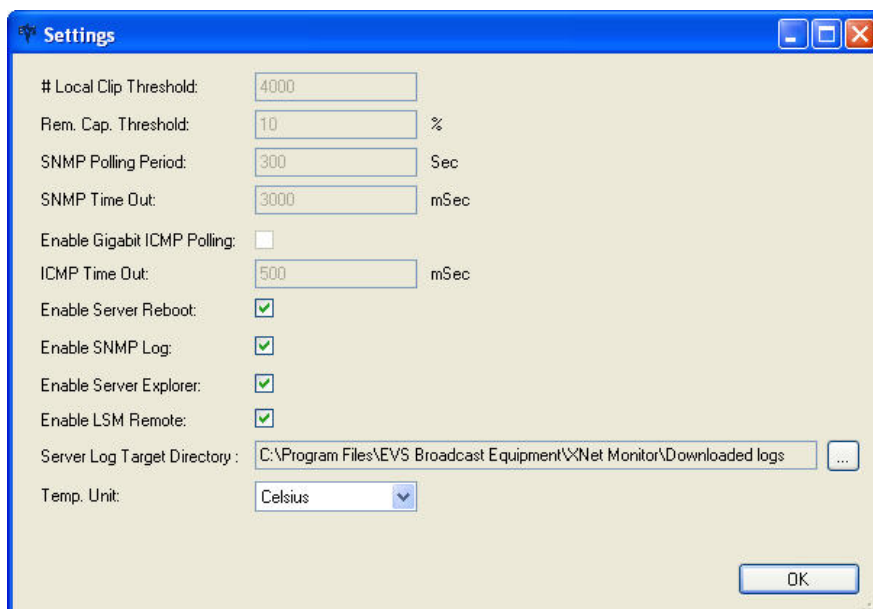 Settings
# Local Clip Threshold: 4000
Rem. Cap. Threshold: 10 %
SNMP Polling Period: 300 Sec
SNMP Time Out: 3000 mSec
Enable Gigabit ICMP Polling:
ICMP Time Out: 500 mSec
Enable Server Reboot:
Enable SNMP Log:
Enable Server Explorer:
Enable LSM Remote:
Server Log Target Directory : C:\Program Files\EVS Broadcast Equipment\XNet Monitor\Downloaded logs ...
Temp. Unit: Celsius
OK